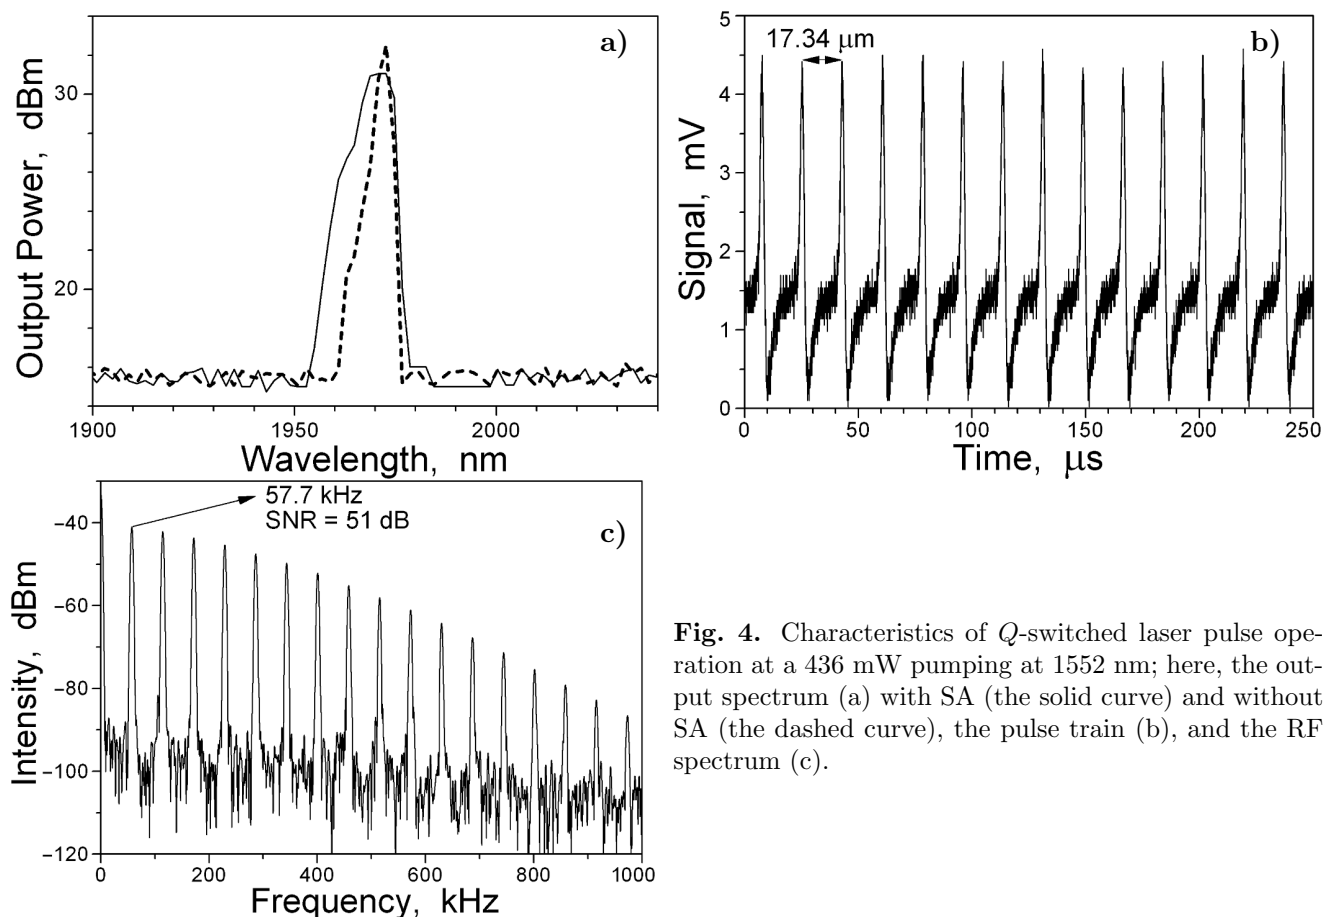 a)
Output Power, dBm
30
20
1900
1950
2000
Wavelength, nm
b)
17.34 μm
Signal, mV
5
4
3
2
1
0
0
50
100
150
200
250
Time, μs
c)
57.7 kHz
SNR = 51 dB
Intensity, dBm
−40
−60
−80
−100
−120
0
200
400
600
800
1000
Frequency, kHz
Fig. 4. Characteristics of Q-switched laser pulse ope-
ration at a 436 mW pumping at 1552 nm; here, the out-
put spectrum (a) with SA (the solid curve) and without
SA (the dashed curve), the pulse train (b), and the RF
spectrum (c).